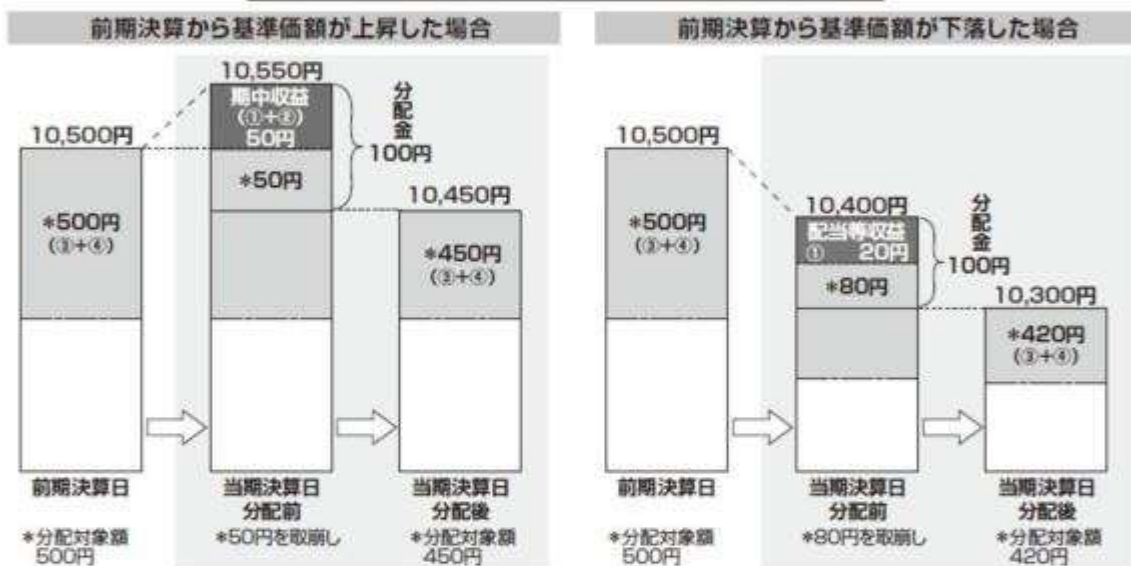 前期決算から基準価額が上昇した場合
10,500円
*500円
(③+④)
前期決算日
*分配対象額
500円
10,550円
期中収益
(①+②)
50円
*50円
分配金
100円
当期決算日
分配前
*50円を取崩し
10,450円
*450円
(③+④)
当期決算日
分配後
*分配対象額
450円
前期決算から基準価額が下落した場合
10,500円
*500円
(③+④)
前期決算日
*分配対象額
500円
10,400円
配当等収益
① 20円
*80円
分配金
100円
当期決算日
分配前
*80円を取崩し
10,300円
*420円
(③+④)
当期決算日
分配後
*分配対象額
420円